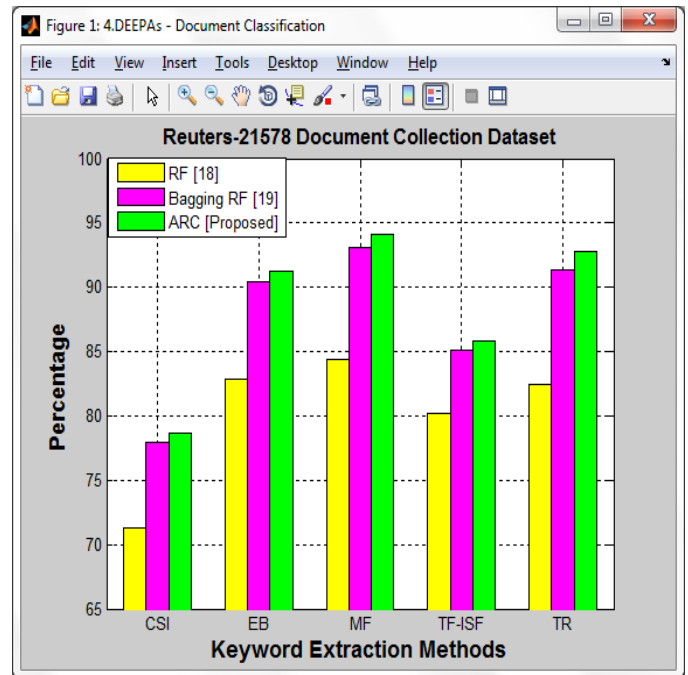 Figure 1: 4.DEEPAs - Document Classification
File Edit View Insert Tools Desktop Window Help
Reuters-21578 Document Collection Dataset
RF [18]
Bagging RF [19]
ARC [Proposed]
Percentage
100
95
90
85
80
75
70
65
CSI EB MF TF-ISF TR
Keyword Extraction Methods